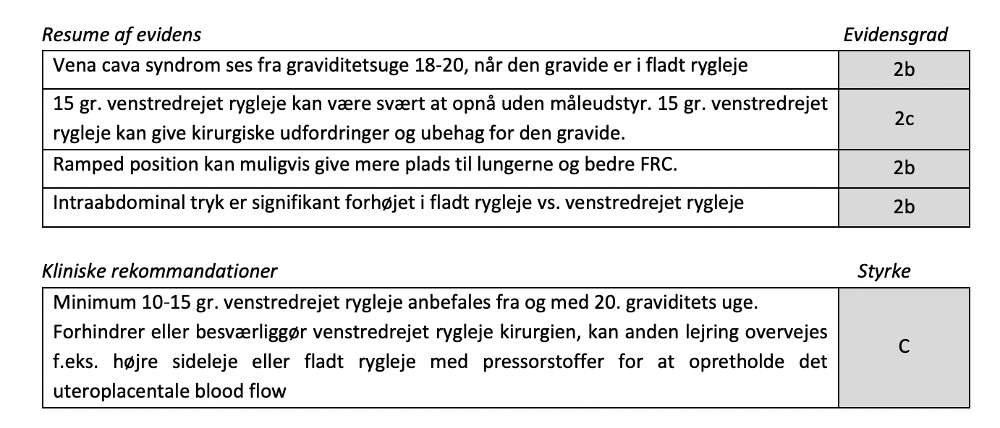 Resume af evidens Evidensgrad
Vena cava syndrom ses fra graviditetsuge 18-20, når den gravide er i fladt rygleje 2b
15 gr. venstredrejet rygleje kan være svært at opnå uden måleudstyr. 15 gr. venstredrejet
rygleje kan give kirurgiske udfordringer og ubehag for den gravide. 2c
Ramped position kan muligvis give mere plads til lungerne og bedre FRC. 2b
Intraabdominal tryk er signifikant forhøjet i fladt rygleje vs. venstredrejet rygleje 2b
Kliniske rekommandationer Styrke
Minimum 10-15 gr. venstredrejet rygleje anbefales fra og med 20. graviditets uge.
Forhindrer eller besværliggør venstredrejet rygleje kirurgien, kan anden lejring overvejes
f.eks. højre sideleje eller fladt rygleje med pressorstoffer for at opretholde det
uteroplacentale blood flow C